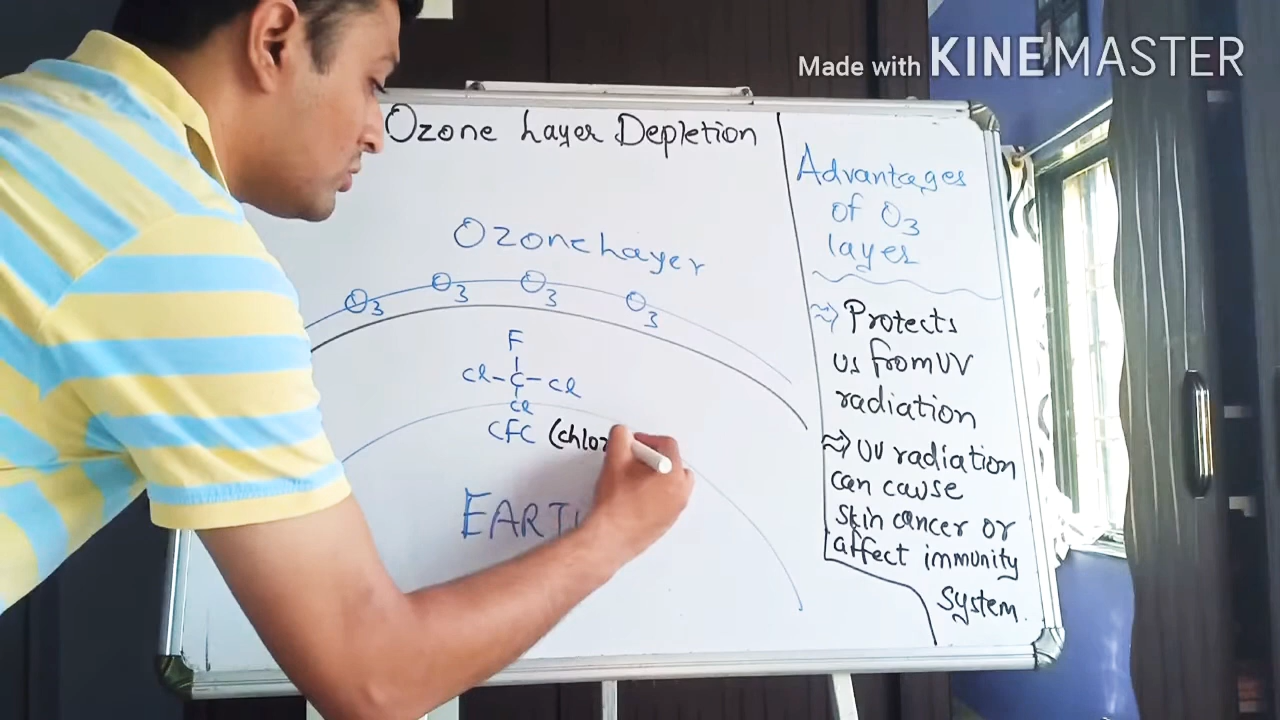 Made with KINEMASTER
Ozone Layer Depletion
Ozone Layer
O3 O3 O3 O3
F
Cl-C-Cl
Cl
CFC (chlo
EART
Advantages
of O3
layer
⇒ Protects
us from UV
radiation
⇒ UV radiation
can cause
skin cancer or
affect immunity
system.